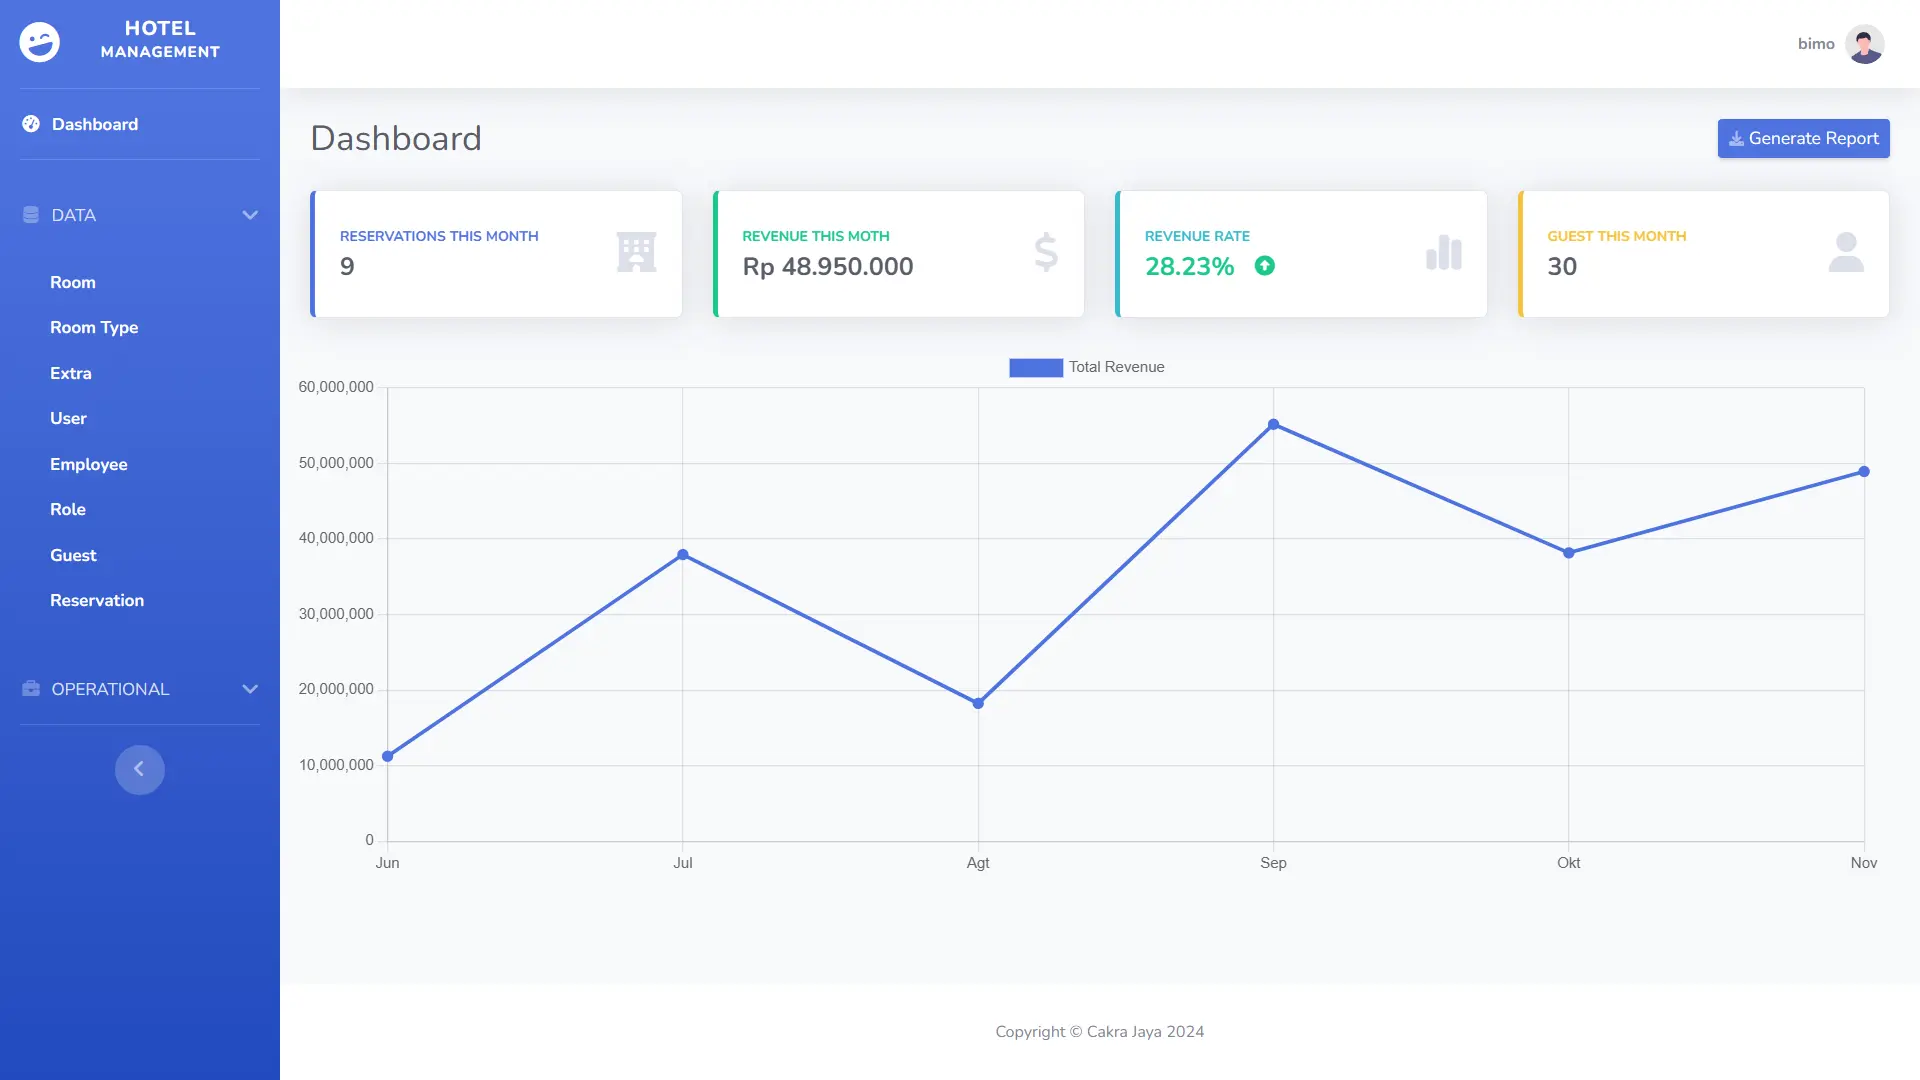 HOTEL
MANAGEMENT
Dashboard
DATA
Room
Room Type
Extra
User
Employee
Role
Guest
Reservation
OPERATIONAL
bimo
Dashboard
Generate Report
RESERVATIONS THIS MONTH
9
REVENUE THIS MOTH
Rp 48.950.000
REVENUE RATE
28.23%
GUEST THIS MONTH
30
Total Revenue
60,000,000
50,000,000
40,000,000
30,000,000
20,000,000
10,000,000
0
Jun Jul Agt Sep Okt Nov
Copyright © Cakra Jaya 2024